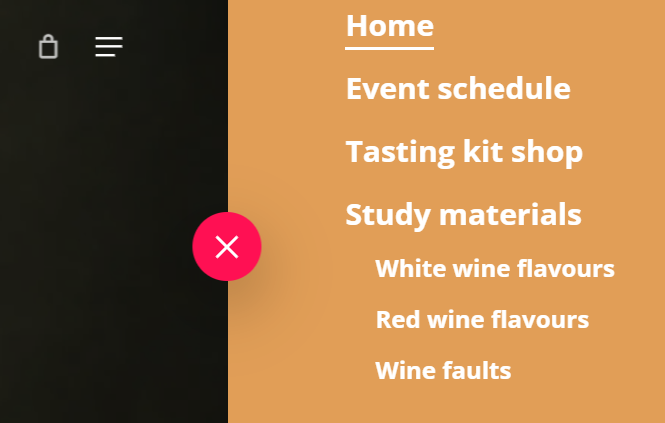 Home
Event schedule
Tasting kit shop
Study materials
White wine flavours
Red wine flavours
Wine faults